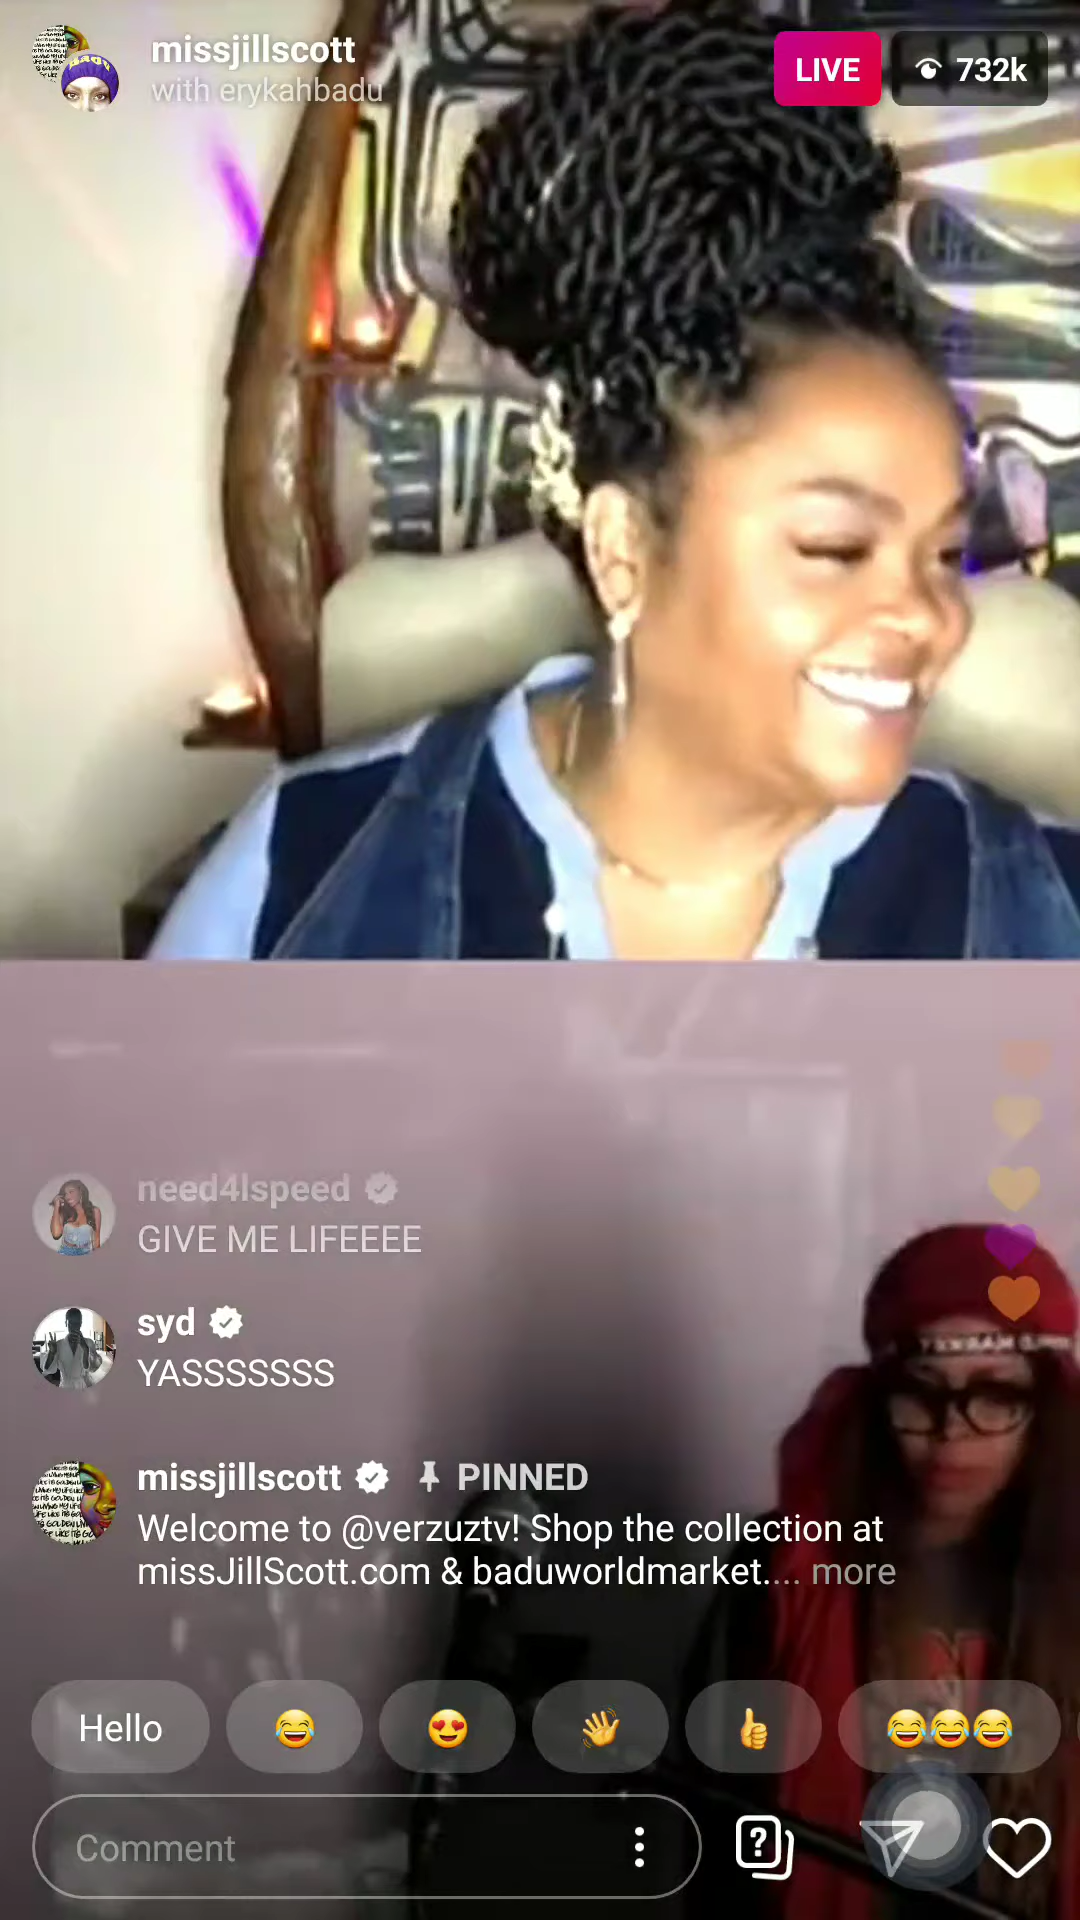 missjillscott
with erykahbadu
LIVE
732k
need4lspeed
GIVE ME LIFEEEE
syd
YASSSSSSS
missjillscott PINNED
Welcome to @verzuztv! Shop the collection at
missJillScott.com & baduworldmarket.... more
Hello
Comment